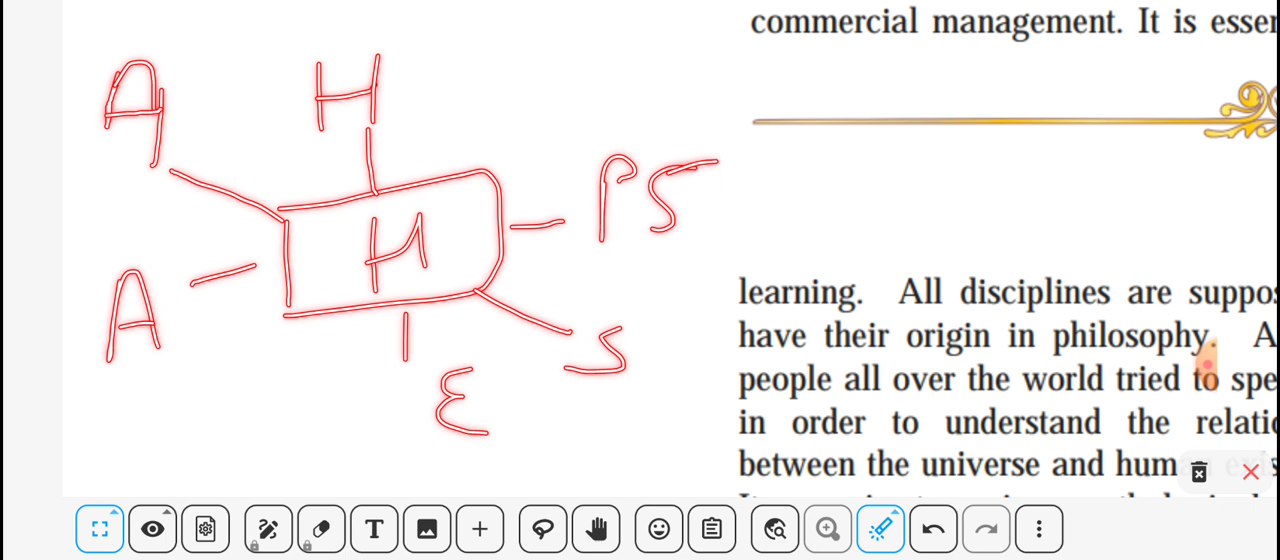 commercial management. It is esse
A H
PS
H
A
S
E
learning. All disciplines are suppo
have their origin in philosophy. A
people all over the world tried to spe
in order to understand the relati
between the universe and hum
T